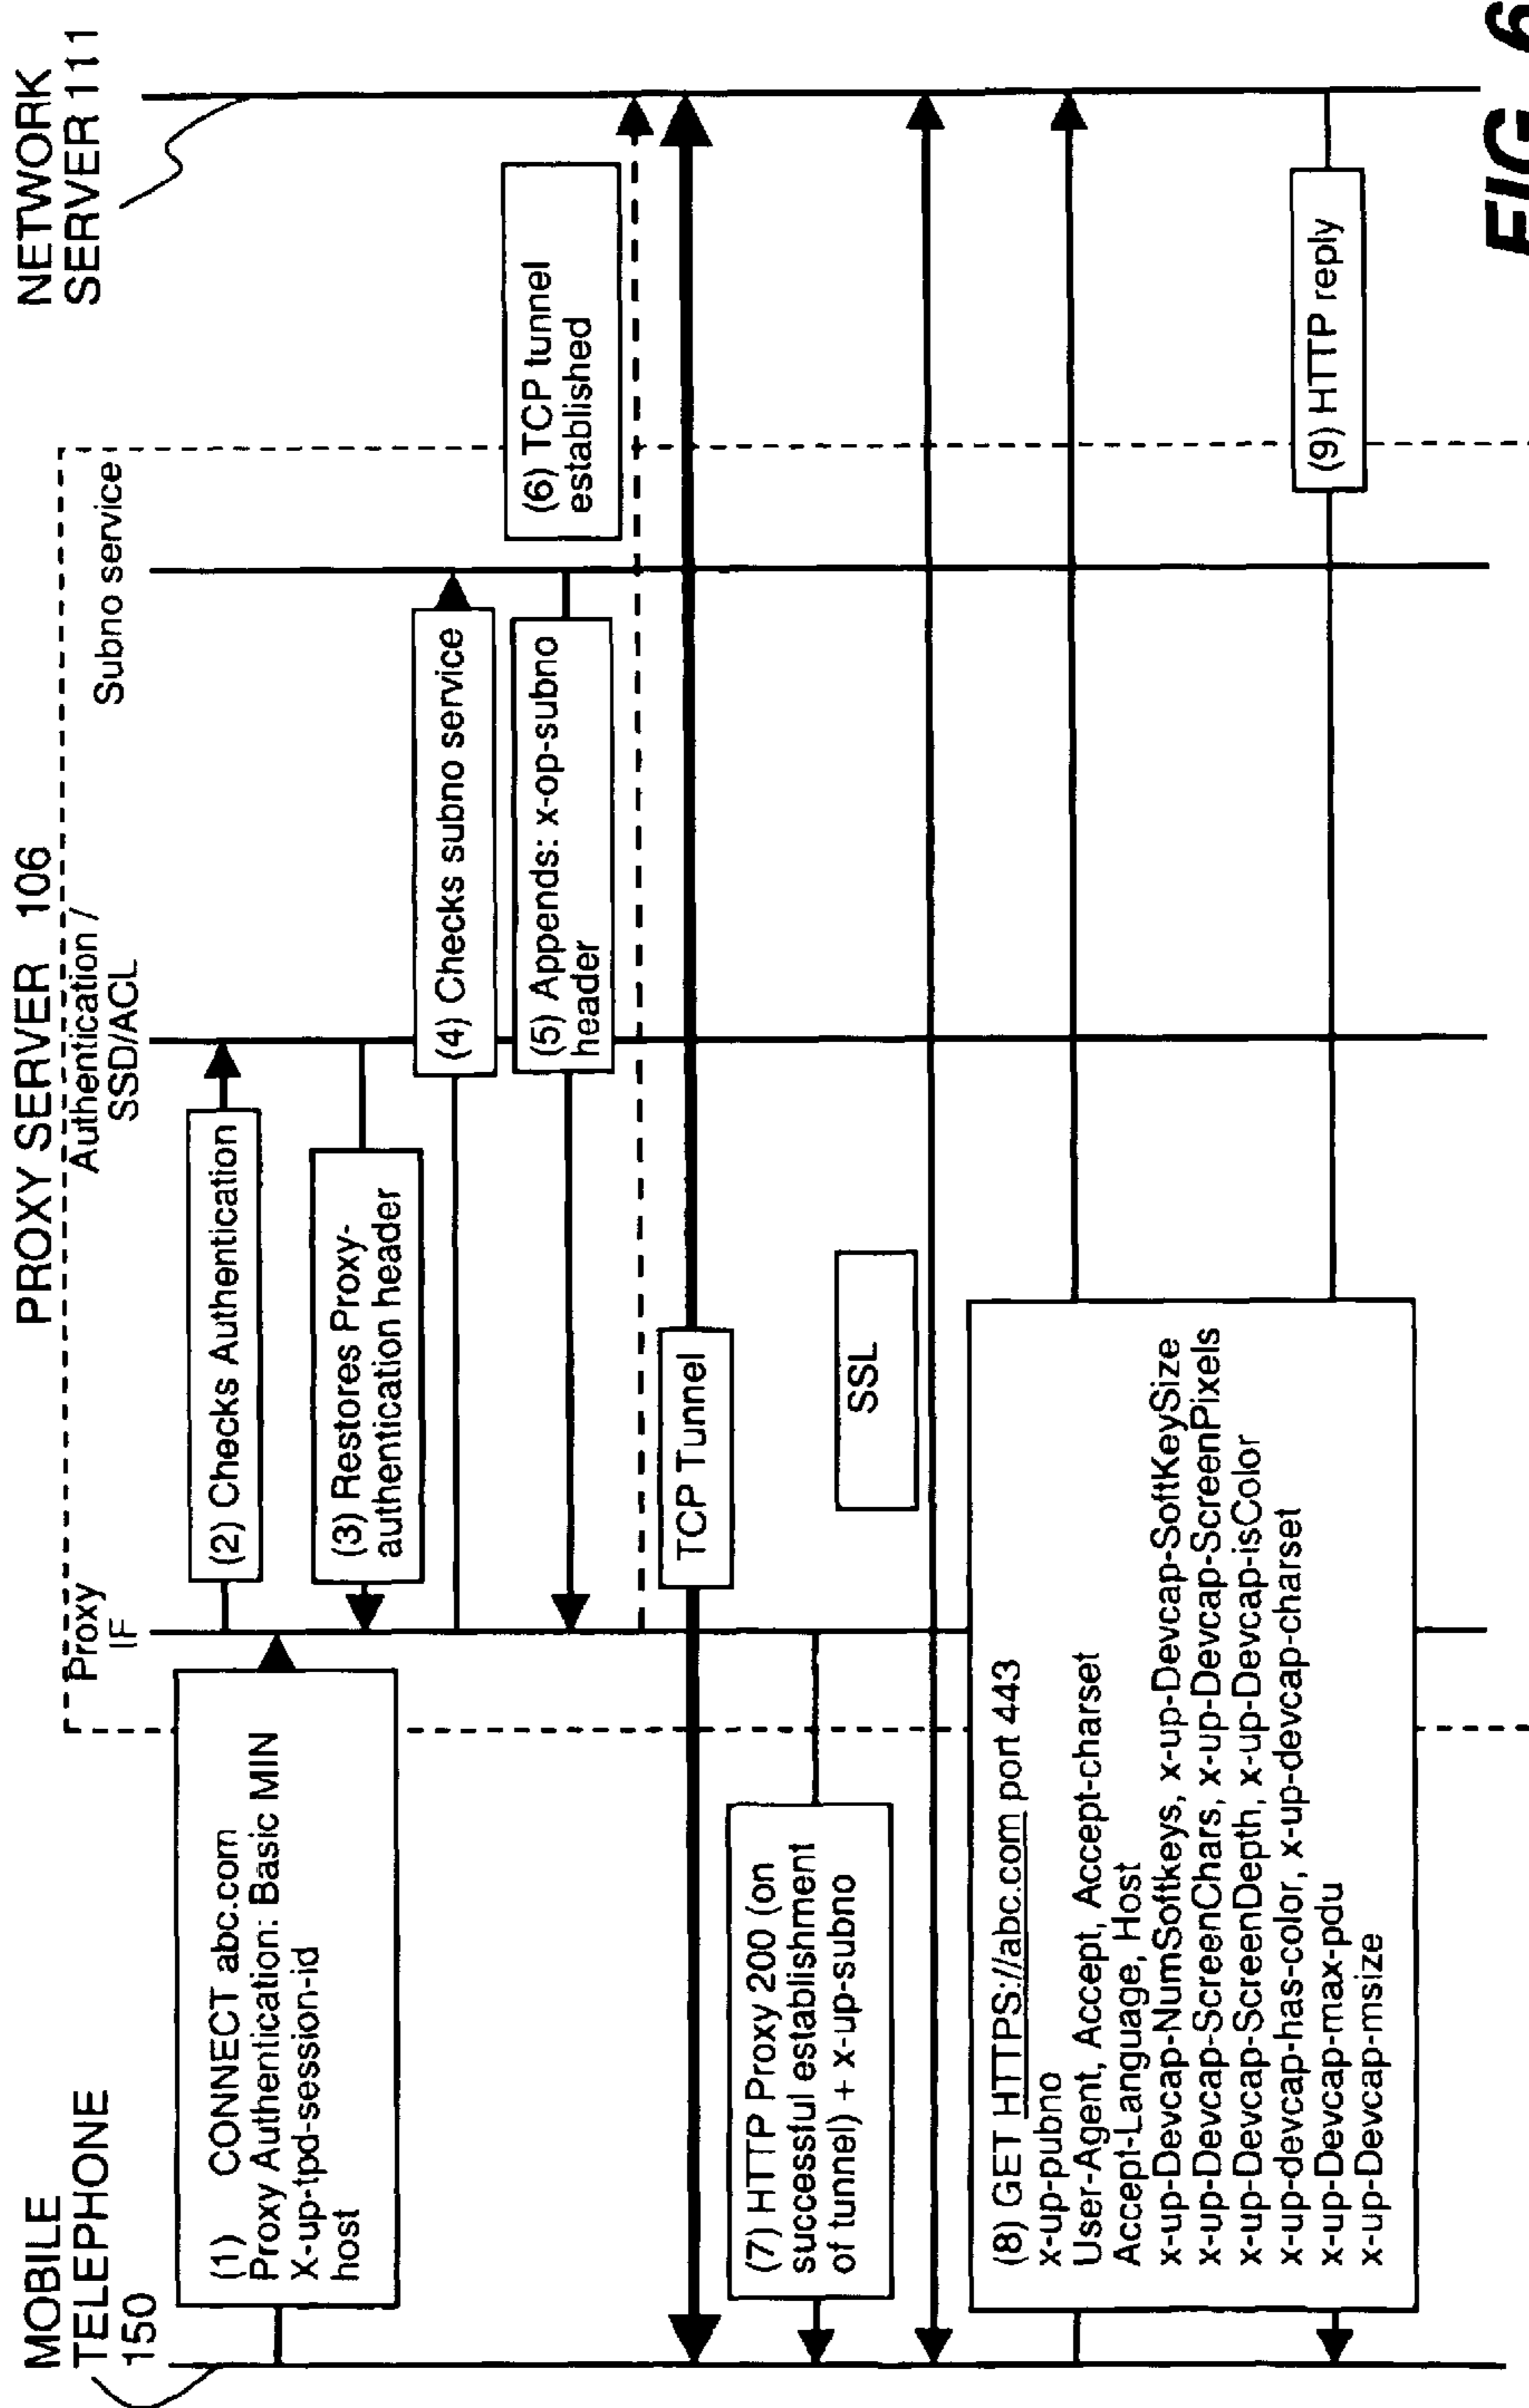 MOBILE
TELEPHONE
150
PROXY SERVER 106
NETWORK
SERVER 111
Proxy
IF
Authentication /
SSD/ACL
Subno service
(1) CONNECT abc.com
Proxy Authentication: Basic MIN
X-up-tpd-session-id
host
(2) Checks Authentication
(3) Restores Proxy-
authentication header
(4) Checks subno service
(5) Appends: x-op-subno
header
(6) TCP tunnel
established
TCP Tunnel
(7) HTTP Proxy 200 (on
successful establishment
of tunnel) + x-up-subno
SSL
(8) GET HTTPS://abc.com port 443
x-up-pubno
User-Agent, Accept, Accept-charset
Accept-Language, Host
x-up-Devcap-NumSoftkeys, x-up-Devcap-SoftKeySize
x-up-Devcap-ScreenChars, x-up-Devcap-ScreenPixels
x-up-Devcap-ScreenDepth, x-up-Devcap-isColor
x-up-devcap-has-color, x-up-devcap-charset
x-up-Devcap-max-pdu
x-up-Devcap-msize
(9) HTTP reply
FIG_6